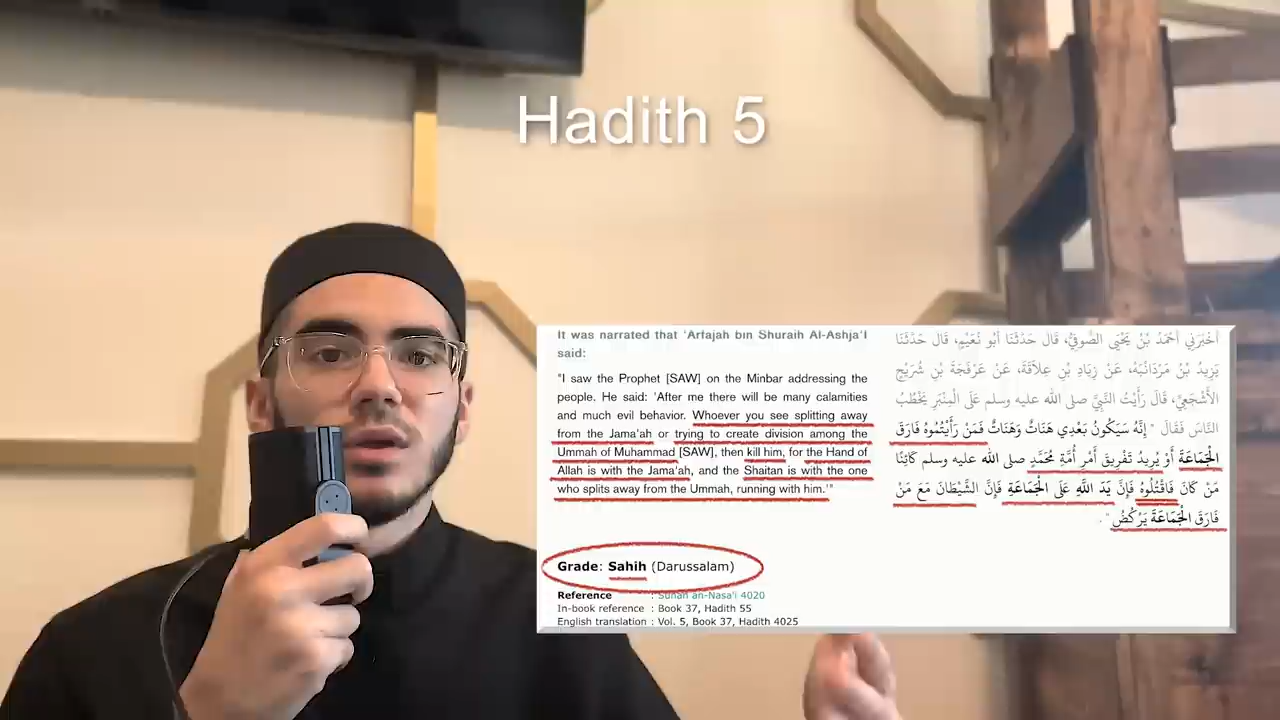 Hadith 5
It was narrated that 'Arfajah bin Shuraih Al-Ashja'I
said:
"I saw the Prophet [SAW] on the Minbar addressing the
people. He said: 'After me there will be many calamities
and much evil behavior. Whoever you see splitting away
from the Jama'ah or trying to create division among the
Ummah of Muhammad [SAW], then kill him, for the Hand of
Allah is with the Jama'ah, and the Shaitan is with the one
who splits away from the Ummah, running with him.'"
أَخْبَرَنِي أَحْمَدُ بْنُ يَحْيَى الصُّوفِيُّ، قَالَ حَدَّثَنَا أَبُو نُعَيْمٍ، قَالَ حَدَّثَنَا
يَزِيدُ بْنُ مَرْدَانْبَهْ، عَنْ زِيَادِ بْنِ عِلاَقَةَ، عَنْ عَرْفَجَةَ بْنِ شُرَيْحٍ
الأَشْجَعِيِّ، قَالَ رَأَيْتُ النَّبِيَّ صلى الله عليه وسلم عَلَى الْمِنْبَرِ يَخْطُبُ
النَّاسَ فَقَالَ " إِنَّهُ سَيَكُونُ بَعْدِي هَنَاتٌ وَهَنَاتٌ فَمَنْ رَأَيْتُمُوهُ فَارَقَ
الْجَمَاعَةَ أَوْ يُرِيدُ تَفْرِيقَ أَمْرِ أُمَّةِ مُحَمَّدٍ صلى الله عليه وسلم كَائِنًا
مَنْ كَانَ فَاقْتُلُوهُ فَإِنَّ يَدَ اللَّهِ عَلَى الْجَمَاعَةِ فَإِنَّ الشَّيْطَانَ مَعَ مَنْ
فَارَقَ الْجَمَاعَةَ يَرْكُضُ " .
Grade: Sahih (Darussalam)
Reference : Sunan an-Nasa'i 4020
In-book reference : Book 37, Hadith 55
English translation : Vol. 5, Book 37, Hadith 4025